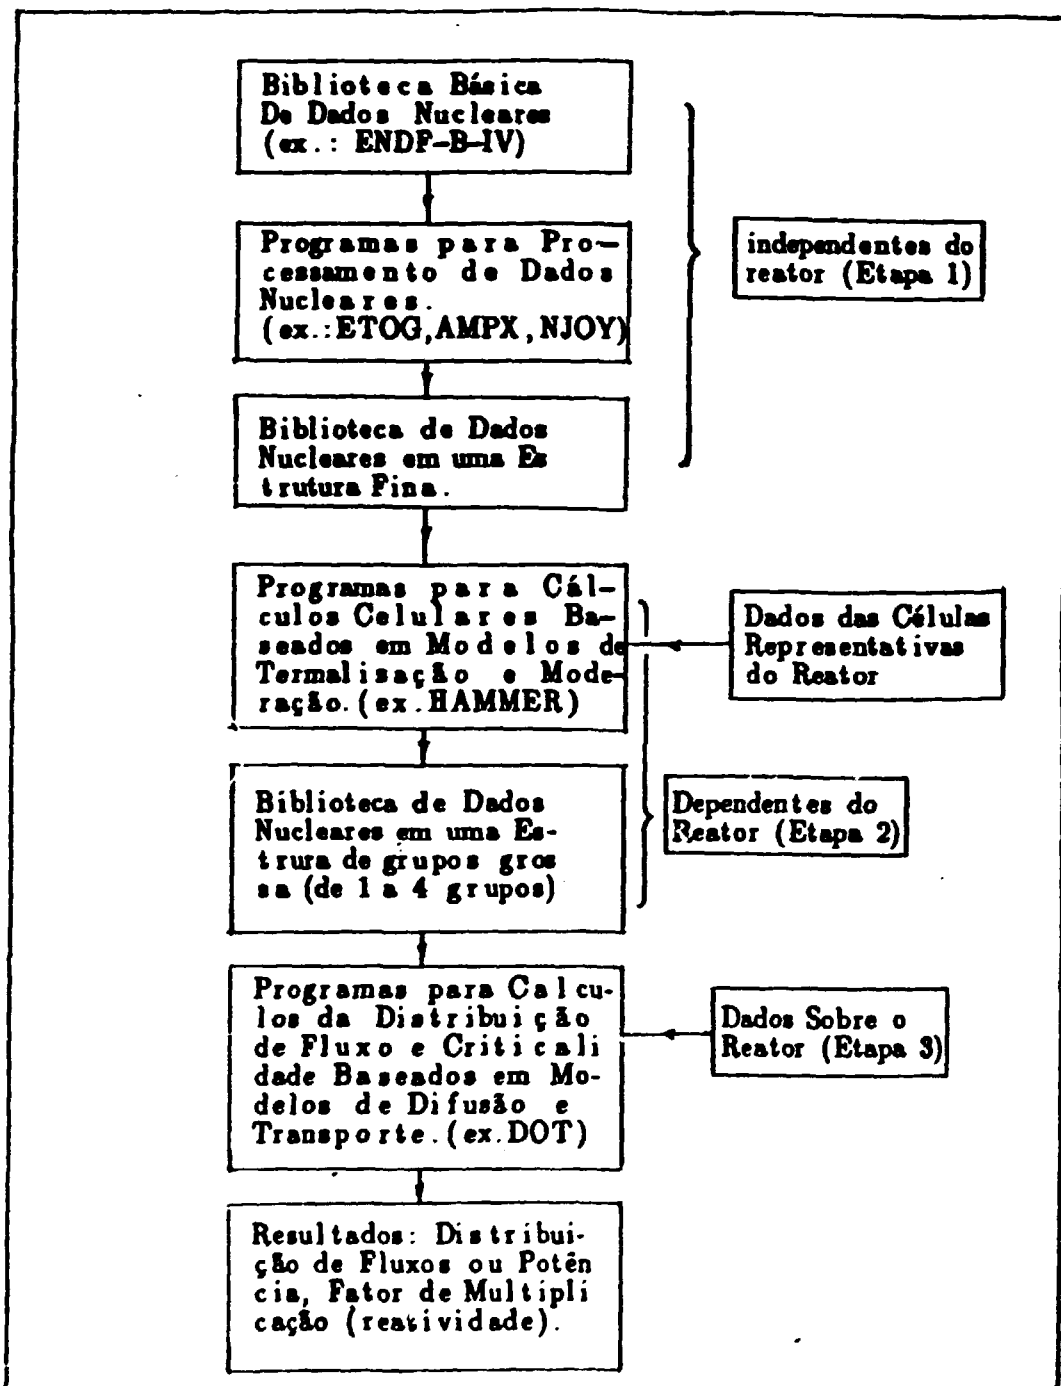 Biblioteca Básica
De Dados Nucleares
(ex.: ENDF-B-IV)
Programas para Pro-
cessamento de Dados
Nucleares.
(ex.:ETOG,AMPX,NJOY)
independentes do
reator (Etapa 1)
Biblioteca de Dados
Nucleares em uma Es
trutura Fina.
Programas para Cál-
culos Celulares Ba-
seados em Modelos de
Termalisação e Mode-
ração.(ex.HAMMER)
Dados das Células
Representativas
do Reator
Biblioteca de Dados
Nucleares em uma Es-
trura de grupos gros
sa (de 1 a 4 grupos)
Dependentes do
Reator (Etapa 2)
Programas para Calcu-
los da Distribuição
de Fluxo e Criticali
dade Baseados em Mo-
delos de Difusão e
Transporte.(ex.DOT)
Dados Sobre o
Reator (Etapa 3)
Resultados: Distribui-
ção de Fluxos ou Potên
cia, Fator de Multipli
cação (reatividade).